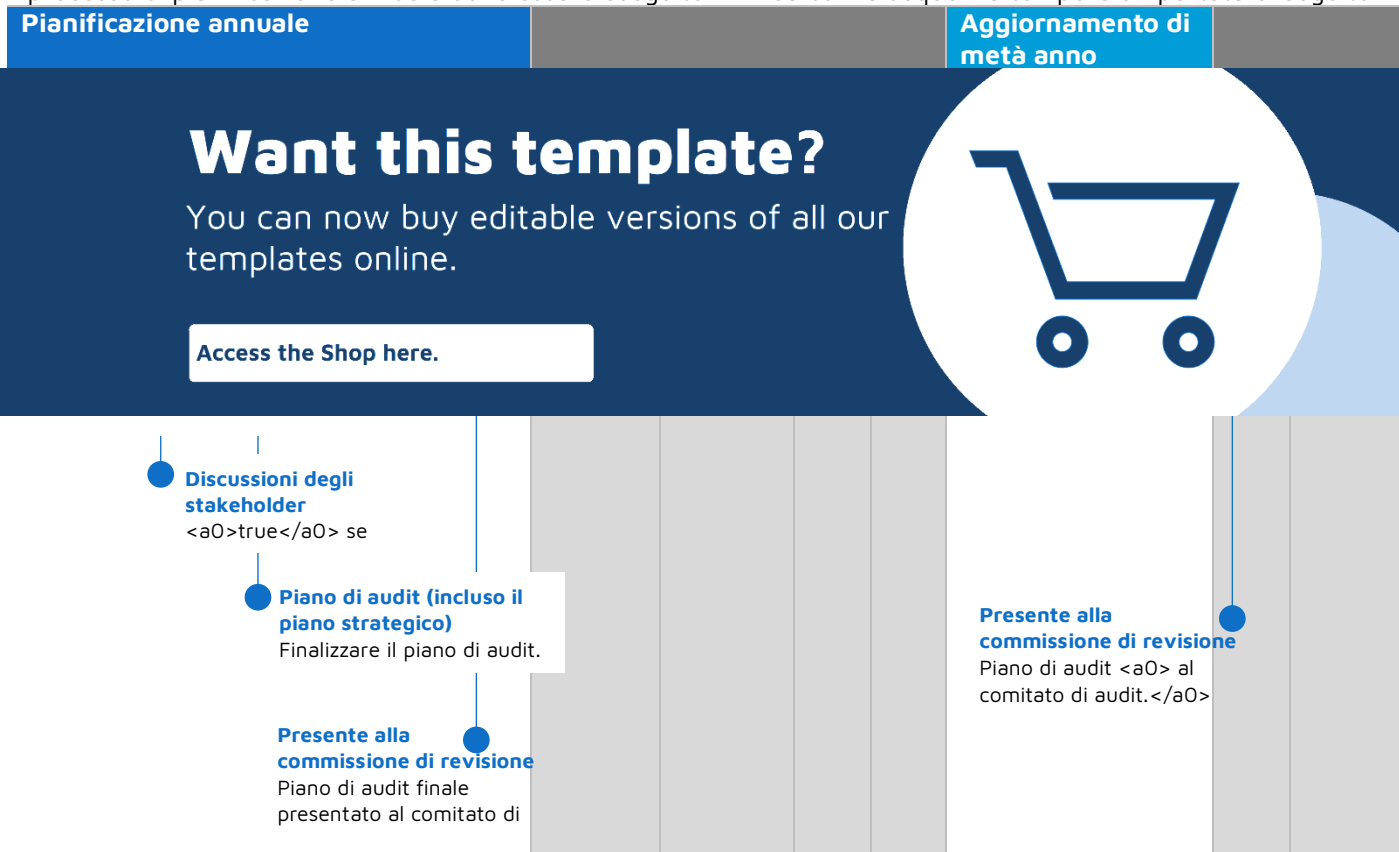 Pianificazione annuale
Aggiornamento di
metà anno
Want this template?
You can now buy editable versions of all our
templates online.
Access the Shop here.
Discussioni degli
stakeholder
<a0>true</a0> se
Piano di audit (incluso il
piano strategico)
Finalizzare il piano di audit.
Presente alla
commissione di revisione
Piano di audit <a0> al
comitato di audit.</a0>
Presente alla
commissione di revisione
Piano di audit finale
presentato al comitato di